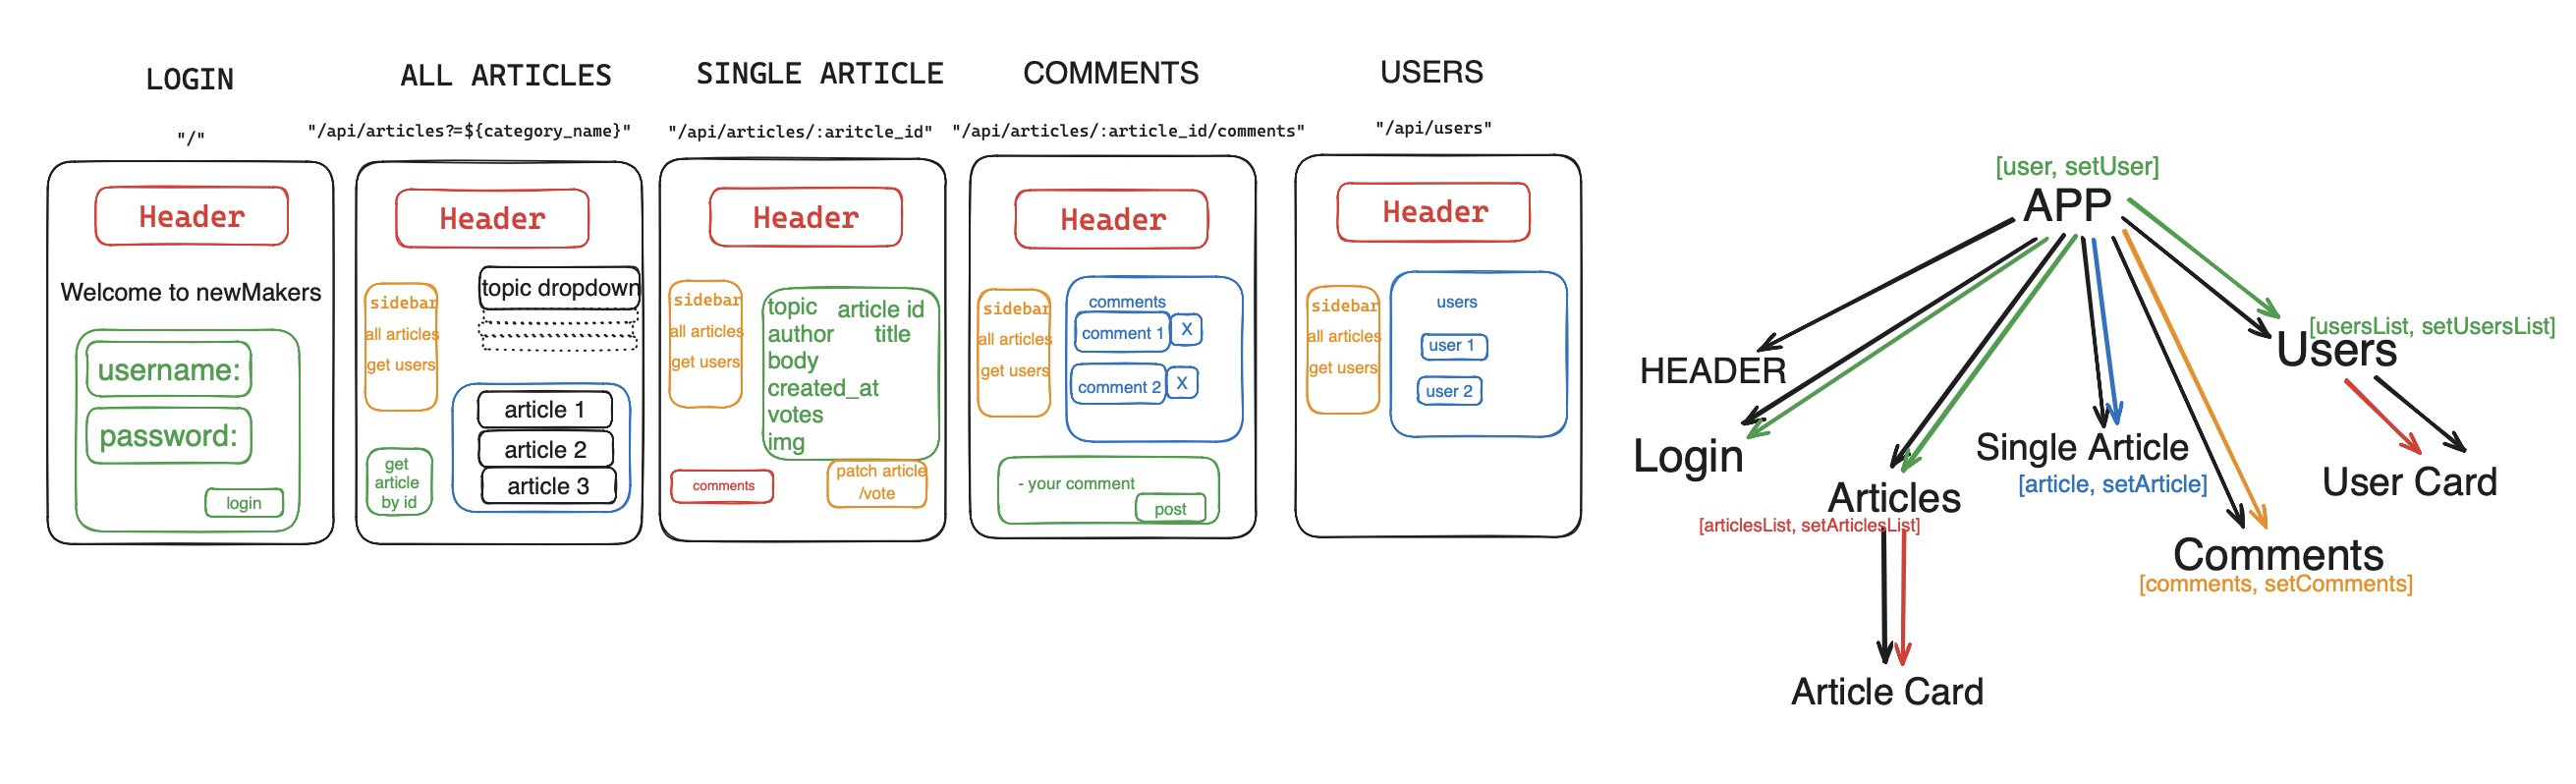 LOGIN
"/"
Header
Welcome to newMakers
username:
password:
login
ALL ARTICLES
"/api/articles?=${category_name}"
Header
sidebar
all articles
get users
topic dropdown
get
article
by id
article 1
article 2
article 3
SINGLE ARTICLE
"/api/articles/:aritcle_id"
Header
sidebar
all articles
get users
topic article id
author title
body
created_at
votes
img
comments
patch article
/vote
COMMENTS
"/api/articles/:article_id/comments"
Header
sidebar
all articles
get users
comments
comment 1 X
comment 2 X
- your comment
post
USERS
"/api/users"
Header
sidebar
all articles
get users
users
user 1
user 2
[user, setUser]
APP
HEADER
Login
Articles
[articlesList, setArticlesList]
Article Card
Single Article
[article, setArticle]
Comments
[comments, setComments]
[usersList, setUsersList]
Users
User Card